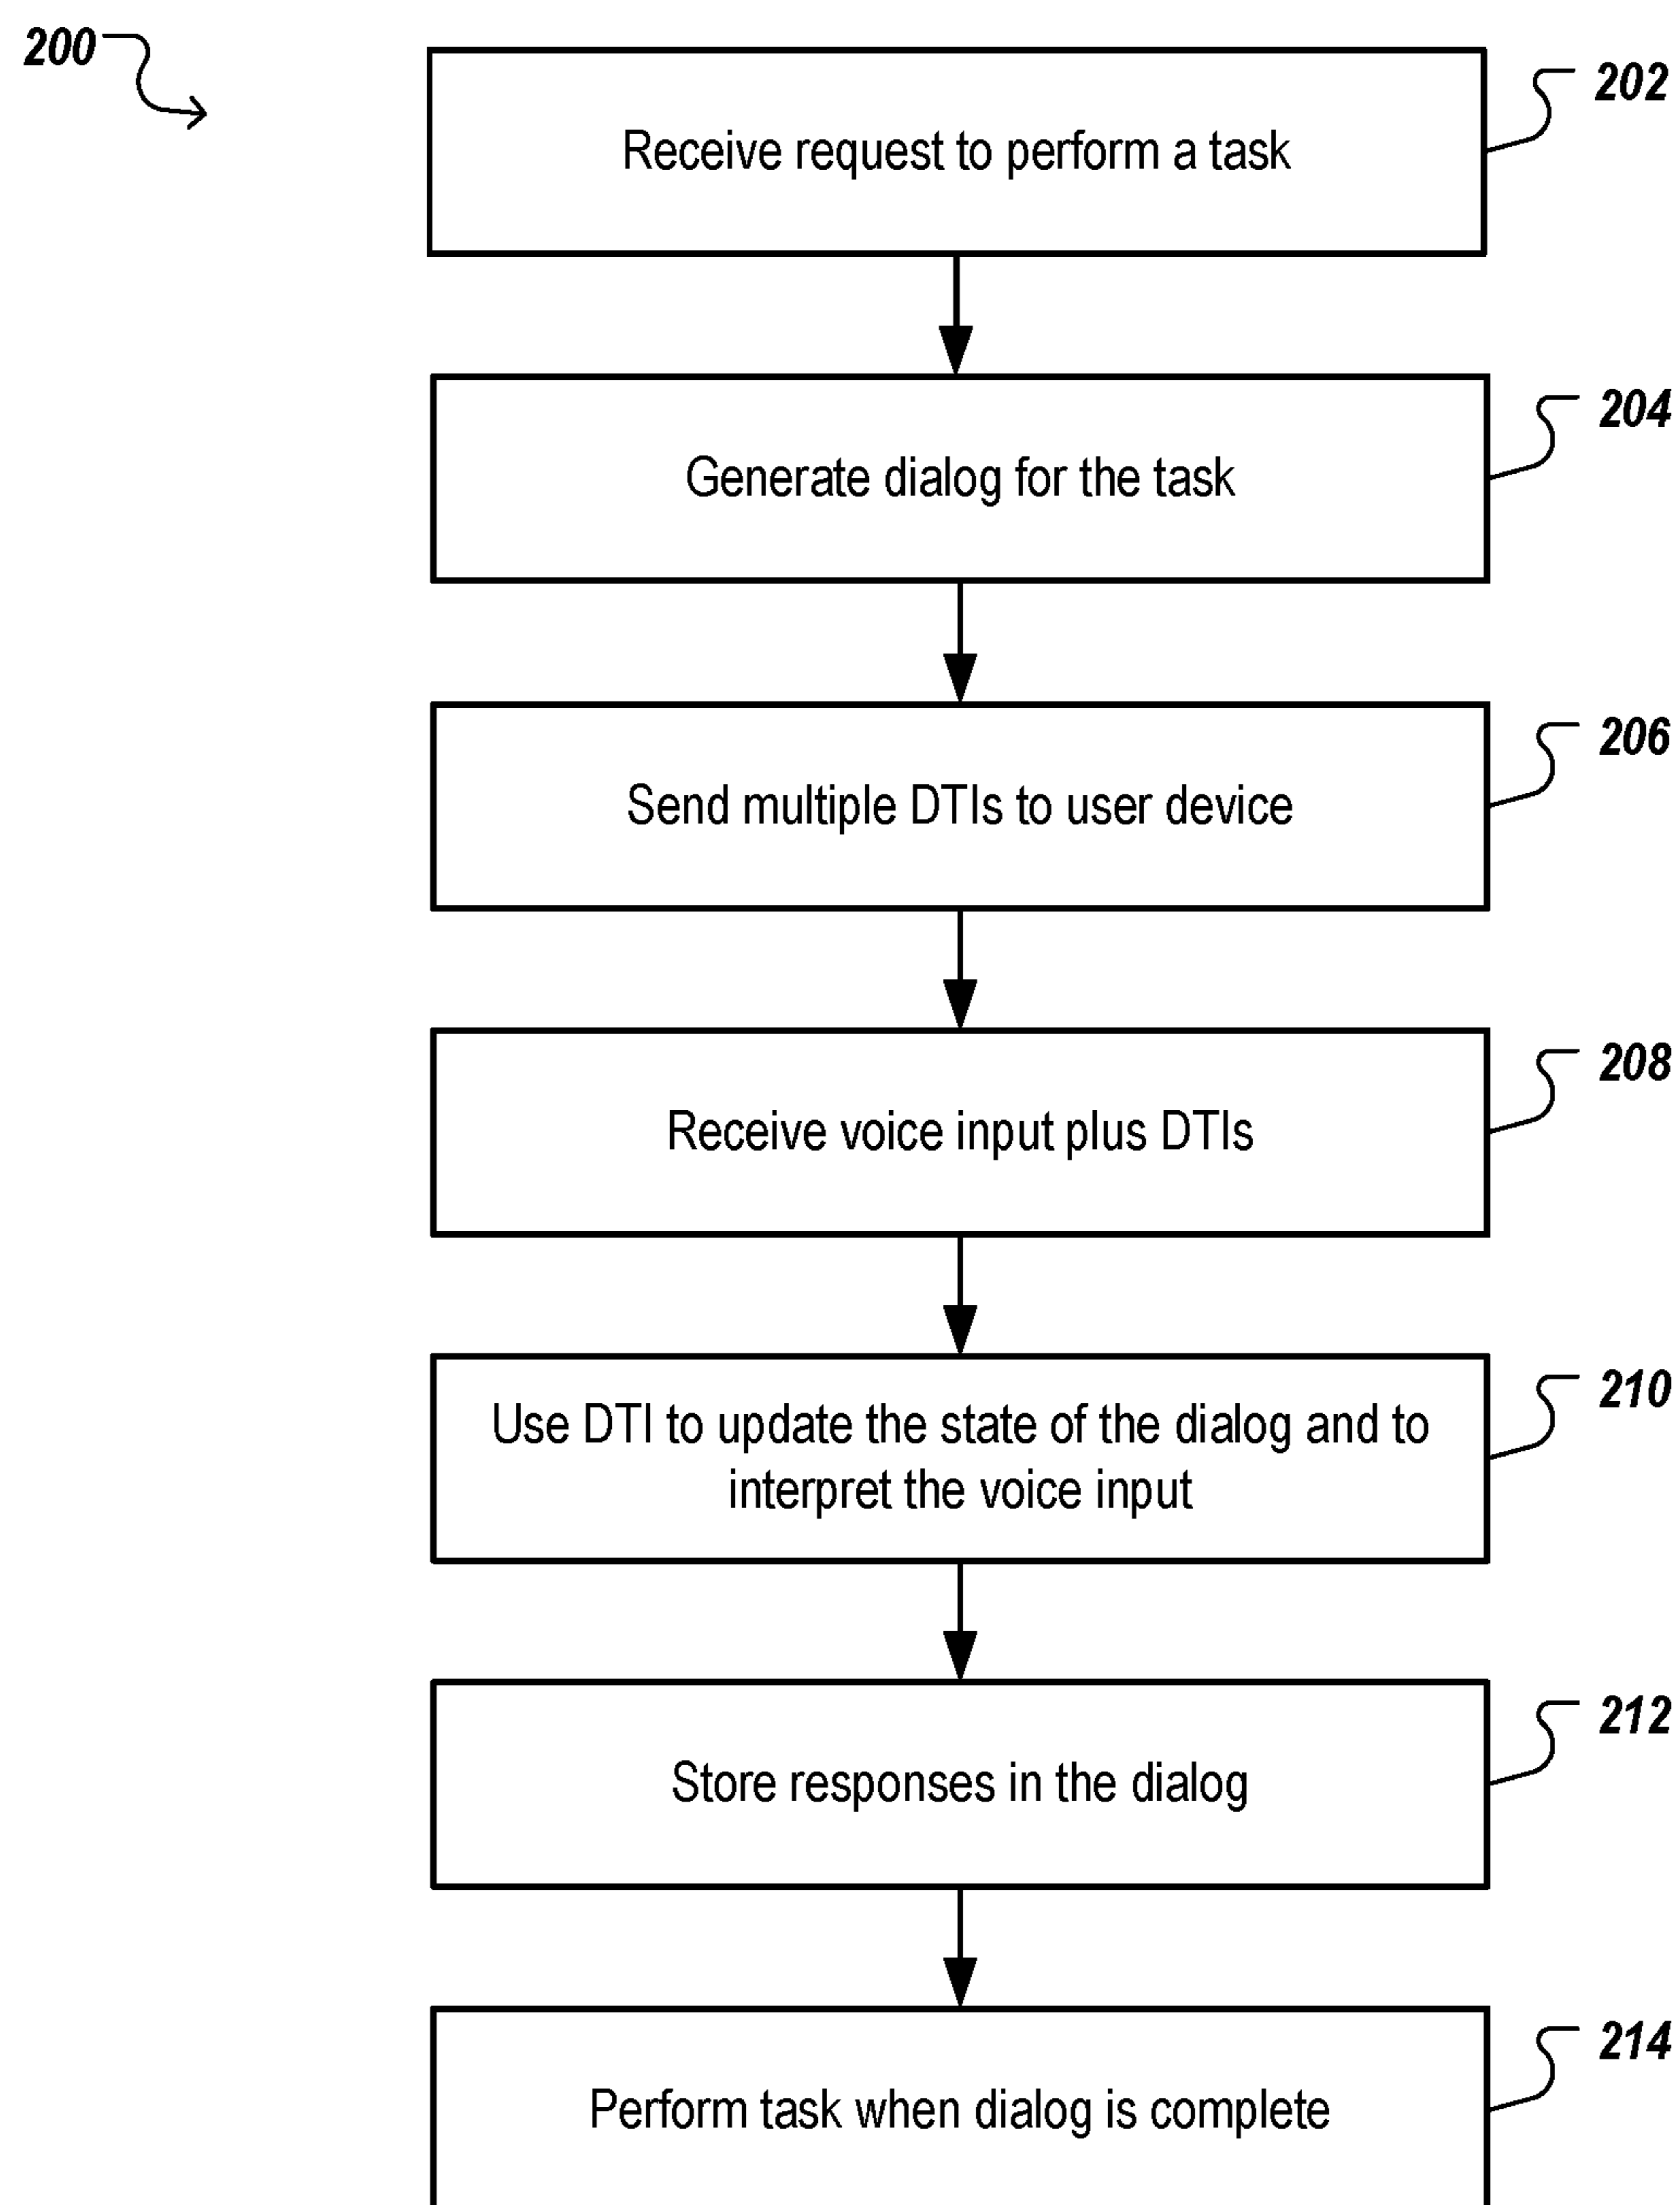 200
202
Receive request to perform a task
204
Generate dialog for the task
206
Send multiple DTIs to user device
208
Receive voice input plus DTIs
210
Use DTI to update the state of the dialog and to
interpret the voice input
212
Store responses in the dialog
214
Perform task when dialog is complete